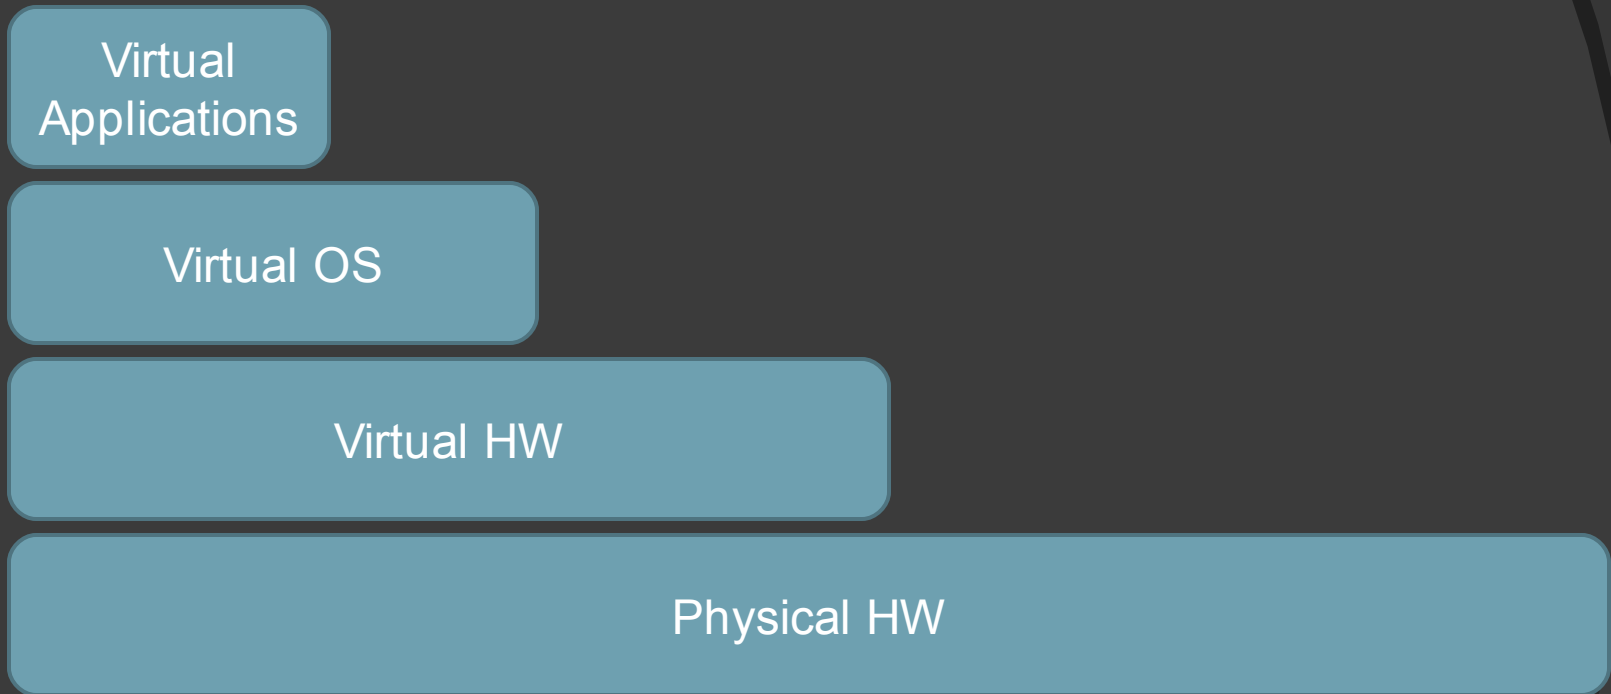 Virtual
Applications
Virtual OS
Virtual HW
Physical HW